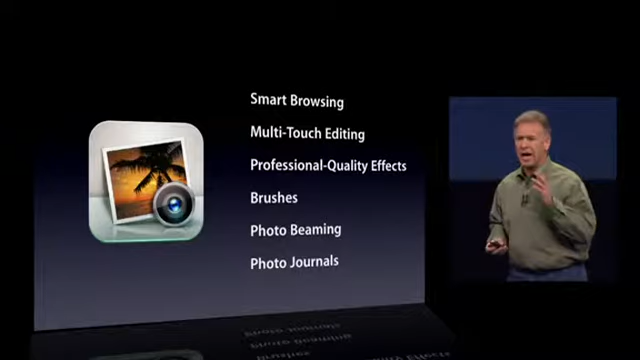 Smart Browsing
Multi-Touch Editing
Professional-Quality Effects
Brushes
Photo Beaming
Photo Journals